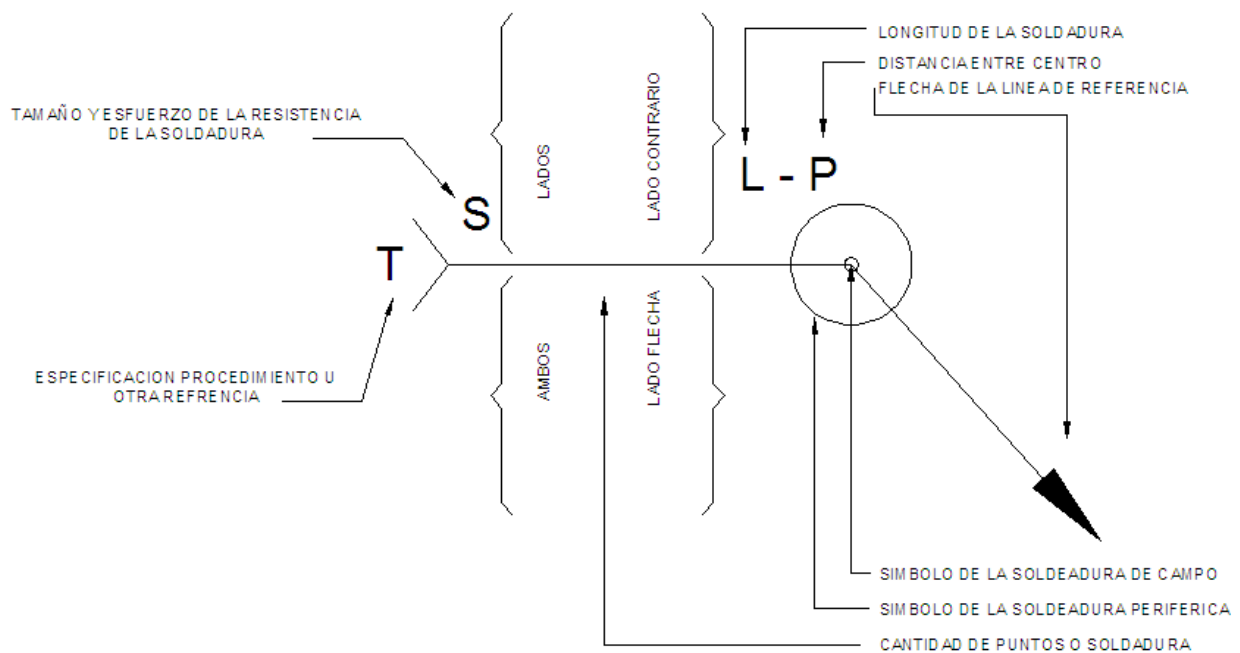 LONGITUD DE LA SOLDADURA
DISTANCIA ENTRE CENTRO
FLECHA DE LA LINEA DE REFERENCIA
TAMAÑO Y ESFUERZO DE LA RESISTENCIA
DE LA SOLDADURA
LADOS
LADO CONTRARIO
L - P
S
T
AMBOS
LADO FLECHA
ESPECIFICACION PROCEDIMIENTO U
OTRA REFRENCIA
SIMBOLO DE LA SOLDEADURA DE CAMPO
SIMBOLO DE LA SOLDEADURA PERIFERICA
CANTIDAD DE PUNTOS O SOLDADURA